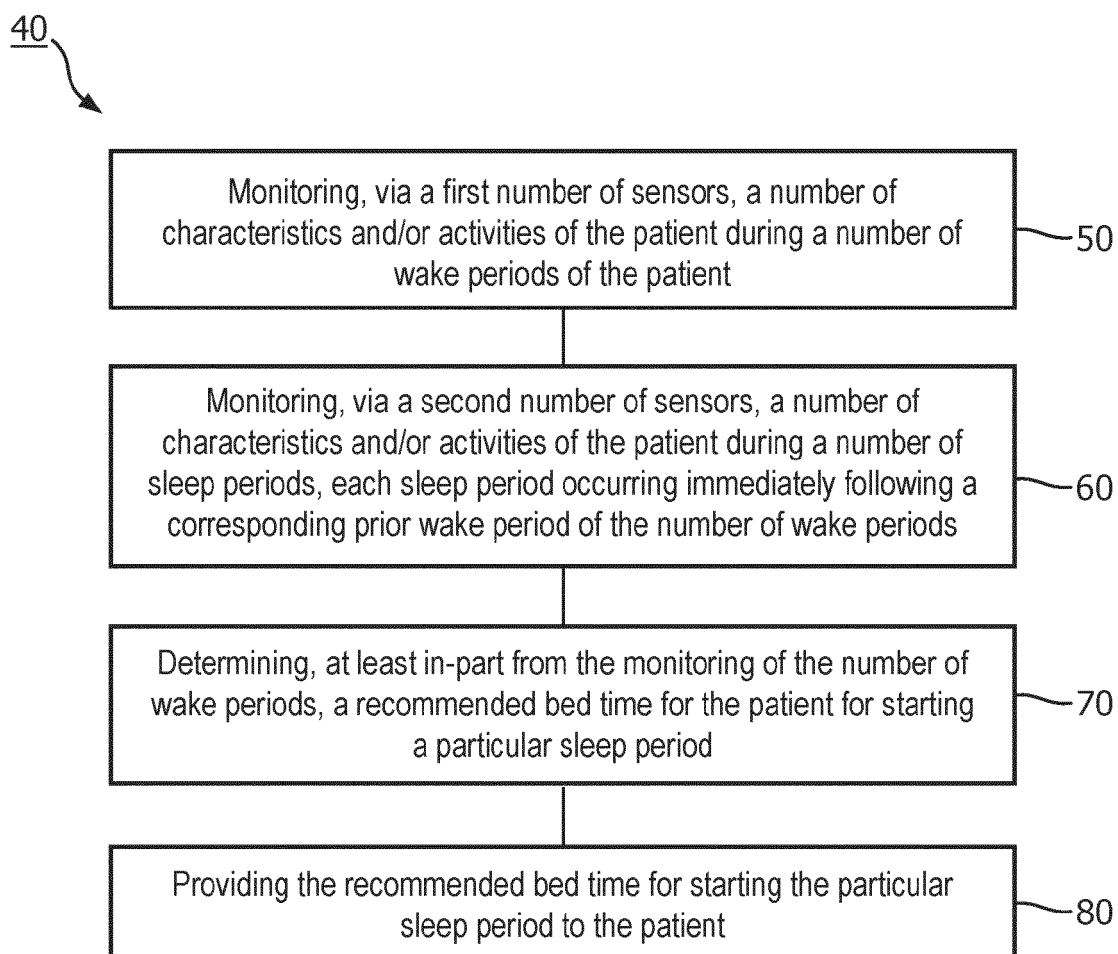 40
Monitoring, via a first number of sensors, a number of
characteristics and/or activities of the patient during a number of
wake periods of the patient
50
Monitoring, via a second number of sensors, a number of
characteristics and/or activities of the patient during a number of
sleep periods, each sleep period occurring immediately following a
corresponding prior wake period of the number of wake periods
60
Determining, at least in-part from the monitoring of the number of
wake periods, a recommended bed time for the patient for starting
a particular sleep period
70
Providing the recommended bed time for starting the particular
sleep period to the patient
80